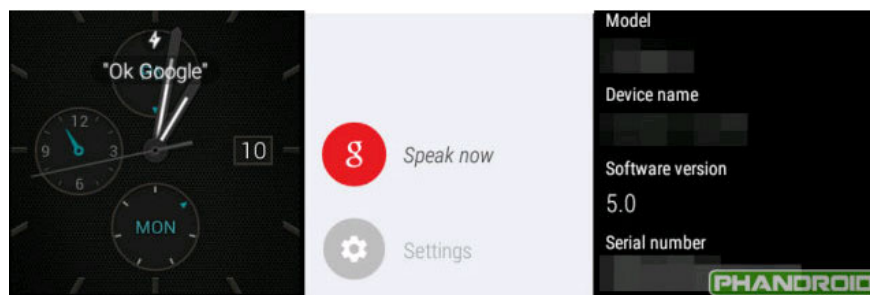 "Ok Google"
12
9
3
6
10
MON
g
Speak now
Settings
Model
Device name
Software version
5.0
Serial number
PHANDROID